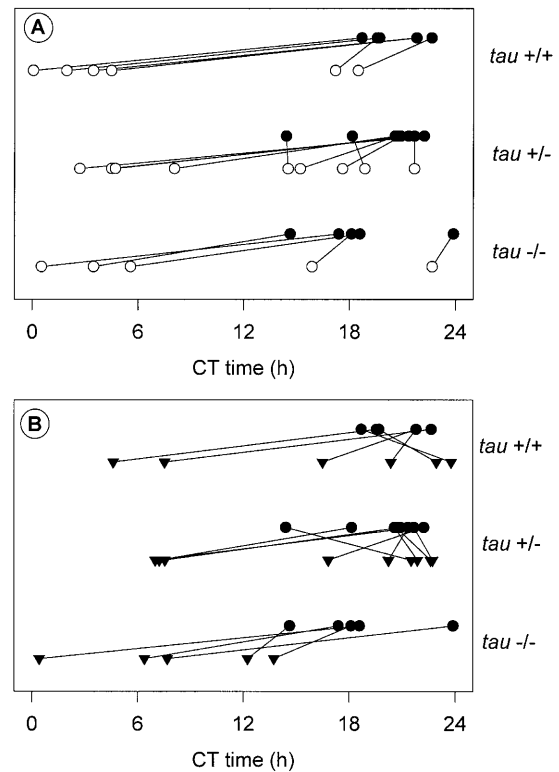 A
tau +/+
tau +/-
tau -/-
0 6 12 18 24
CT time (h)
B
tau +/+
tau +/-
tau -/-
0 6 12 18 24
CT time (h)